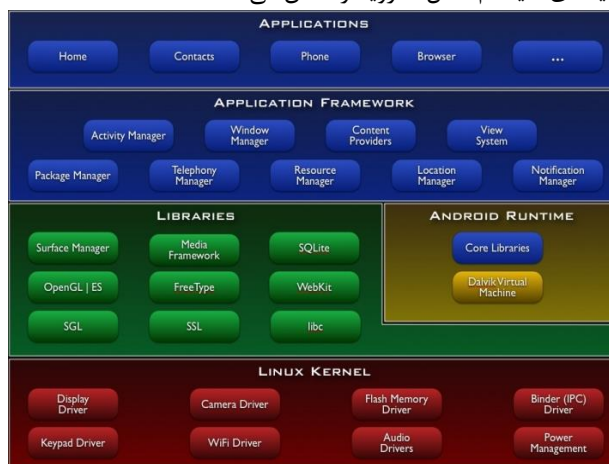 APPLICATIONS
Home
Contacts
Phone
Browser
...
APPLICATION FRAMEWORK
Activity Manager
Window
Manager
Content
Providers
View
System
Package Manager
Telephony
Manager
Resource
Manager
Location
Manager
Notification
Manager
LIBRARIES
Surface Manager
Media
Framework
SQLite
OpenGL | ES
FreeType
WebKit
SGL
SSL
libc
ANDROID RUNTIME
Core Libraries
Dalvik Virtual
Machine
LINUX KERNEL
Display
Driver
Camera Driver
Flash Memory
Driver
Binder (IPC)
Driver
Keypad Driver
WiFi Driver
Audio
Drivers
Power
Management